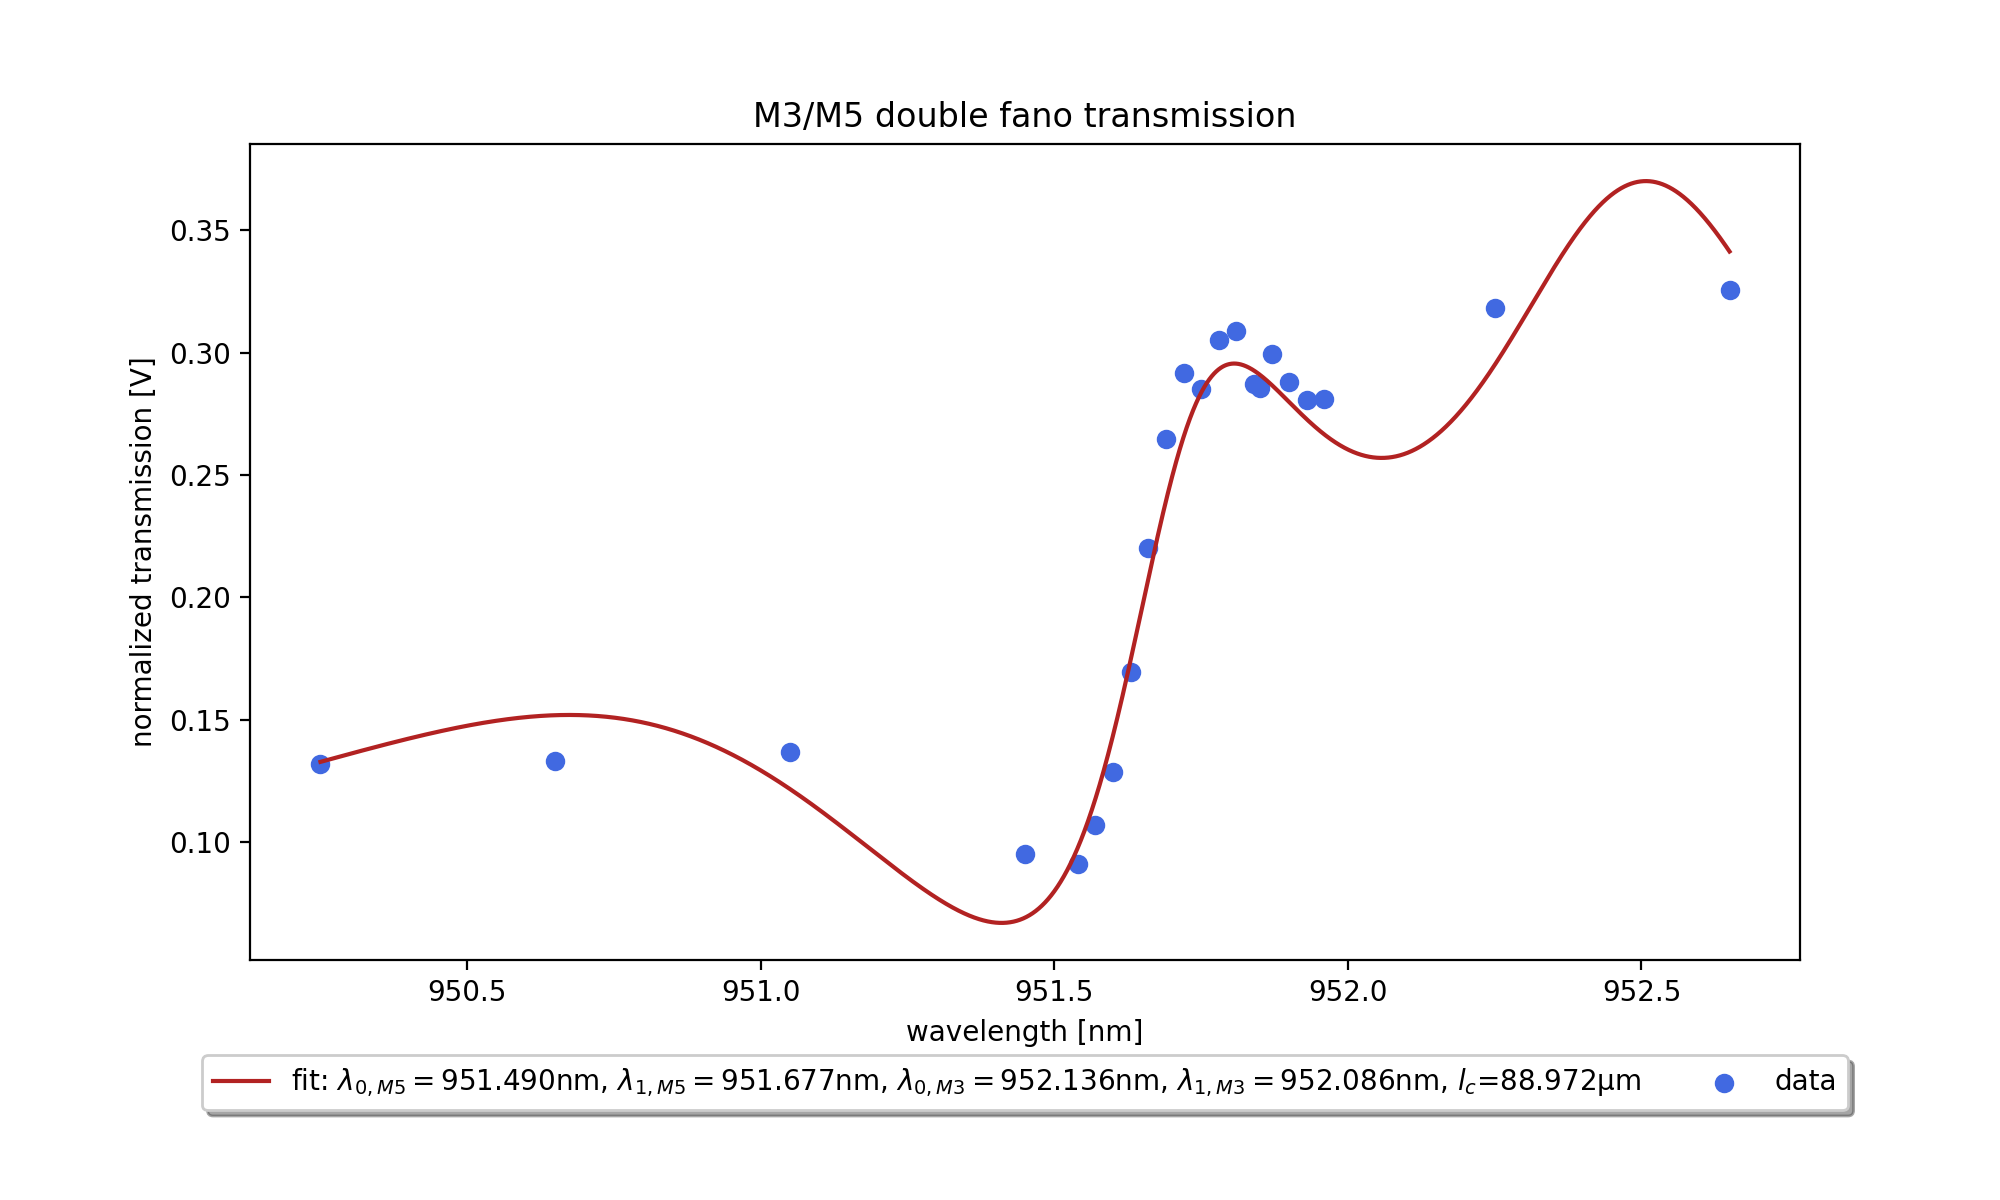 M3/M5 double fano transmission
normalized transmission [V]
0.35
0.30
0.25
0.20
0.15
0.10
950.5 951.0 951.5 952.0 952.5
wavelength [nm]
fit: λ₀,M5 = 951.490nm, λ₁,M5 = 951.677nm, λ₀,M3 = 952.136nm, λ₁,M3 = 952.086nm, l_c=88.972μm data